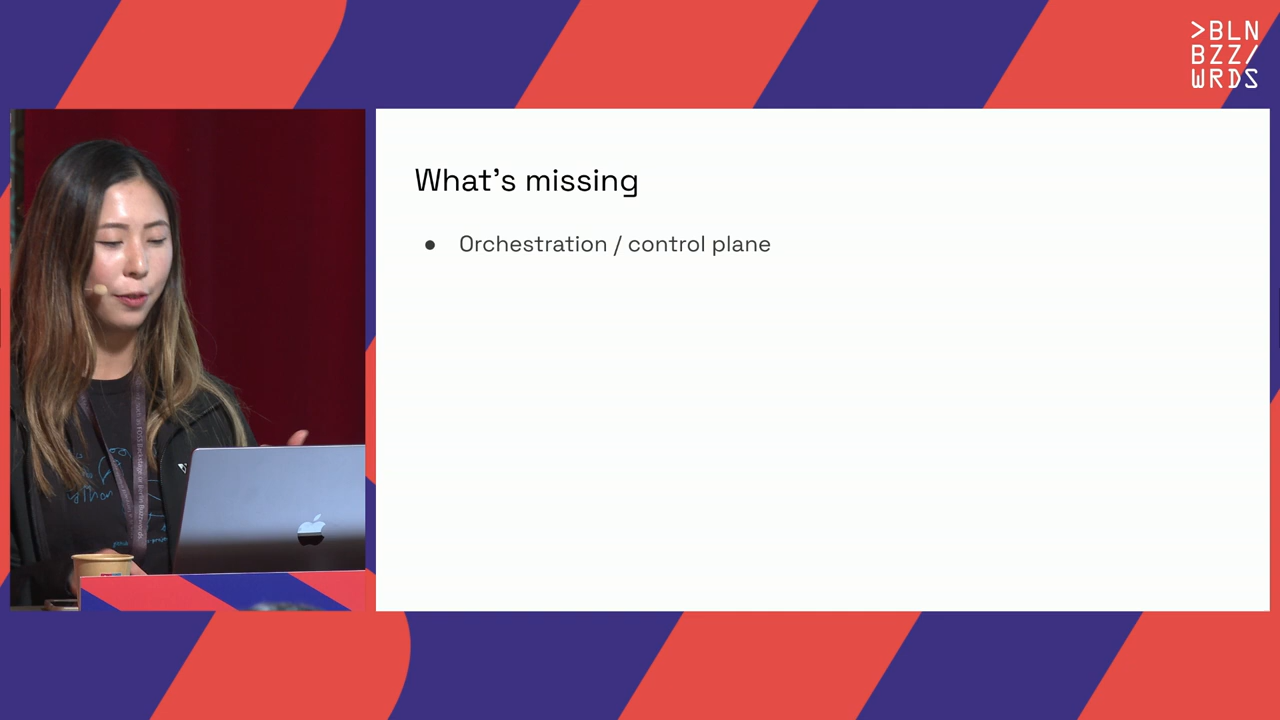 >BLN
BZZ/
WRDS
What's missing
● Orchestration / control plane